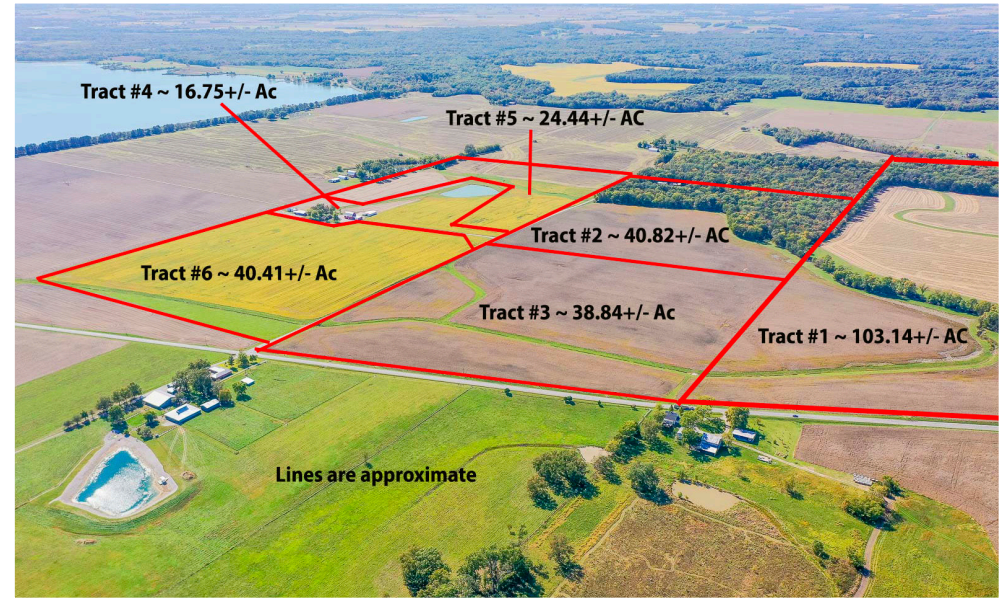 Tract #4 ~ 16.75+/- Ac
Tract #5 ~ 24.44+/- AC
Tract #2 ~ 40.82+/- AC
Tract #6 ~ 40.41+/- Ac
Tract #3 ~ 38.84+/- Ac
Tract #1 ~ 103.14+/- AC
Lines are approximate